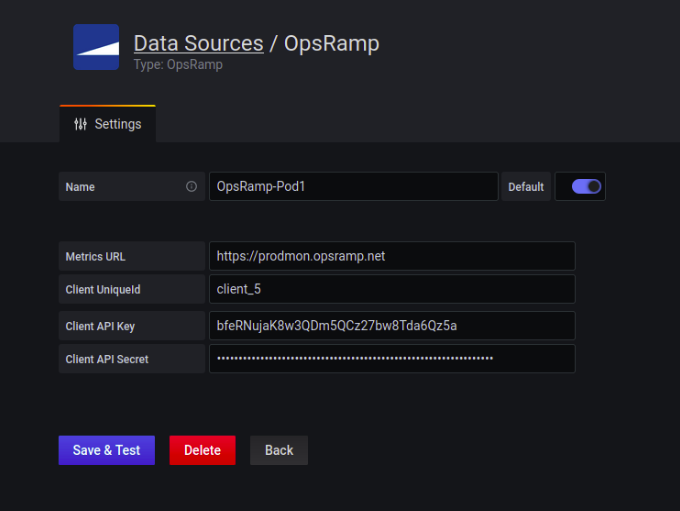 Data Sources / OpsRamp
Type: OpsRamp
Settings
Name OpsRamp-Pod1 Default
Metrics URL https://prodmon.opsramp.net
Client UniqueId client_5
Client API Key bfeRNujaK8w3QDm5QCz27bw8Tda6Qz5a
Client API Secret ••••••••••••••••••••••••••••••••••••••••••••••••••••••••••••••••
Save & Test Delete Back